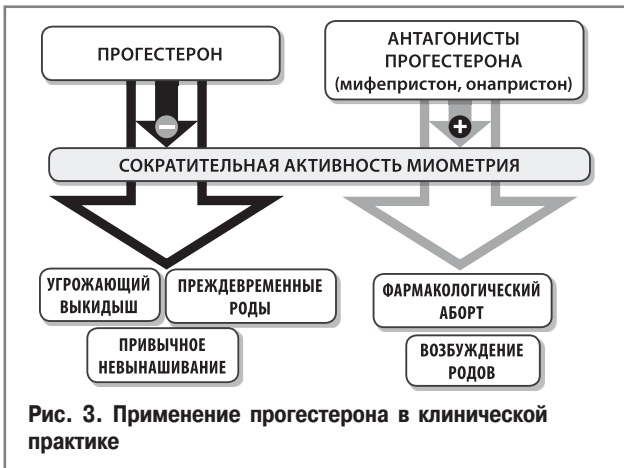 ПРОГЕСТЕРОН
АНТАГОНИСТЫ
ПРОГЕСТЕРОНА
(мифепристон, онапристон)
–
+
СОКРАТИТЕЛЬНАЯ АКТИВНОСТЬ МИОМЕТРИЯ
УГРОЖАЮЩИЙ
ВЫКИДЫШ
ПРЕЖДЕВРЕМЕННЫЕ
РОДЫ
ПРИВЫЧНОЕ
НЕВЫНАШИВАНИЕ
ФАРМАКОЛОГИЧЕСКИЙ
АБОРТ
ВОЗБУЖДЕНИЕ
РОДОВ
Рис. 3. Применение прогестерона в клинической
практике